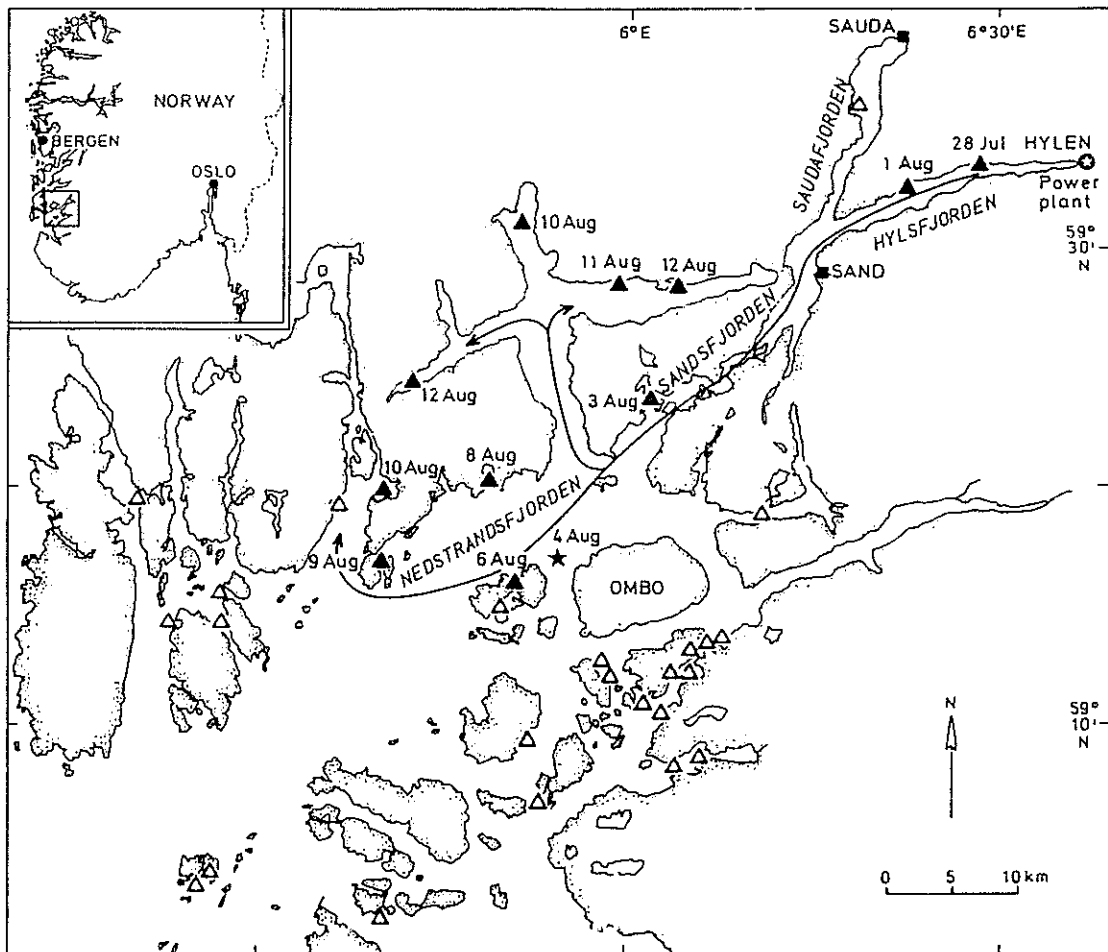 6°E
6°30'E
SAUDA
NORWAY
BERGEN
OSLO
SAUDAFJORDEN
28 Jul
HYLEN
1 Aug
Power
plant
HYLSFJORDEN
10 Aug
59°
30'
N
11 Aug
12 Aug
SAND
SANDSFJORDEN
12 Aug
3 Aug
10 Aug
8 Aug
NEDSTRANDSFJORDEN
4 Aug
9 Aug
6 Aug
OMBO
N
59°
10'
N
0 5 10 km